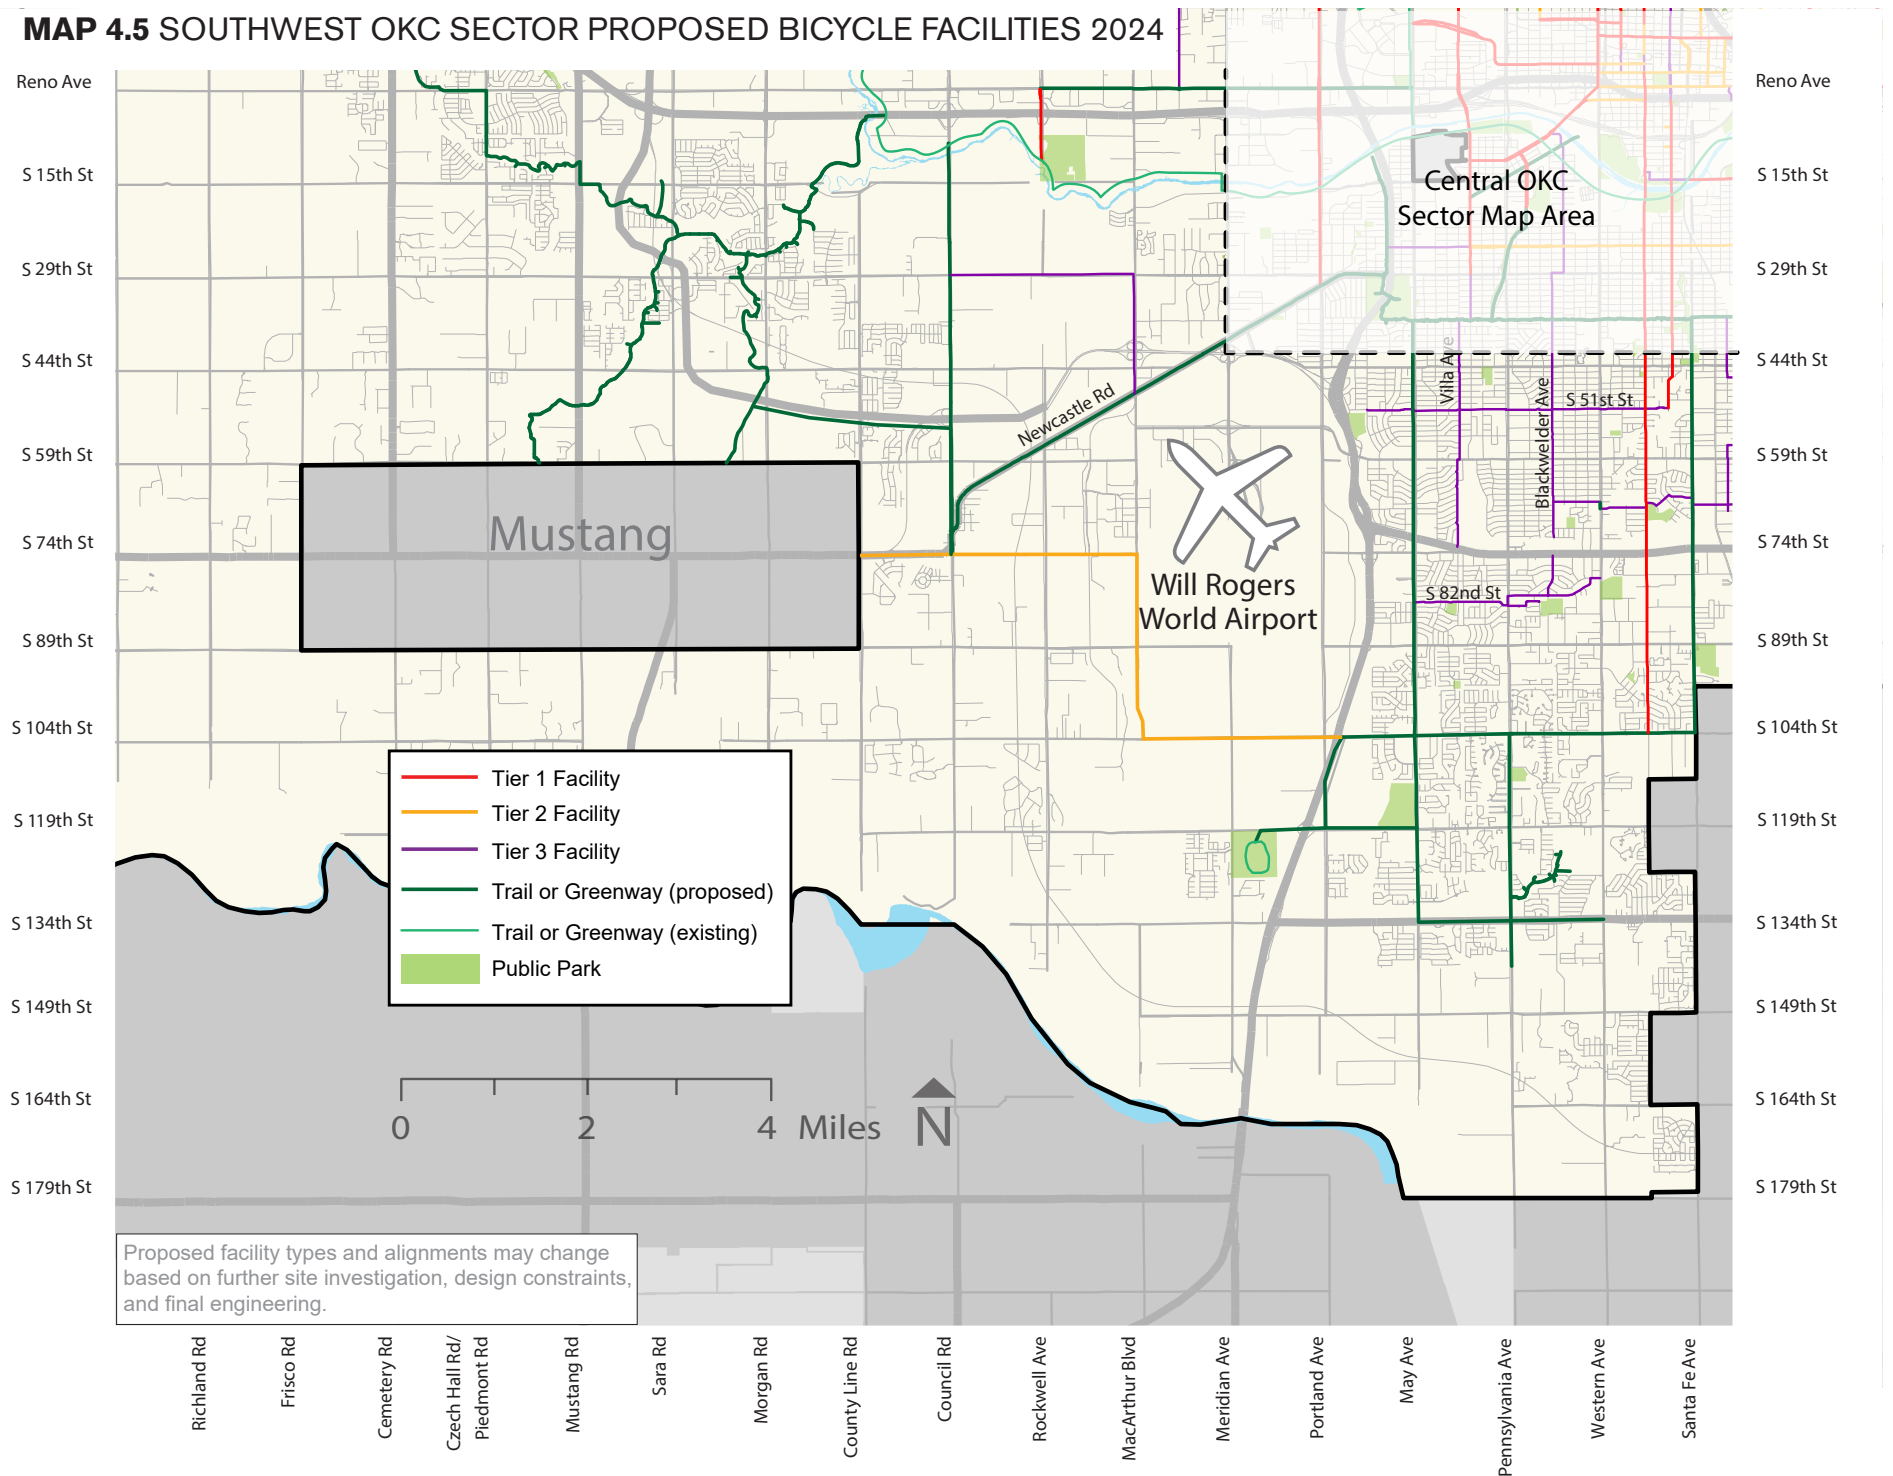 MAP 4.5 SOUTHWEST OKC SECTOR PROPOSED BICYCLE FACILITIES 2024
Reno Ave
S 15th St
S 29th St
S 44th St
S 59th St
S 74th St
S 89th St
S 104th St
S 119th St
S 134th St
S 149th St
S 164th St
S 179th St
Reno Ave
S 15th St
S 29th St
S 44th St
S 59th St
S 74th St
S 89th St
S 104th St
S 119th St
S 134th St
S 149th St
S 164th St
S 179th St
Central OKC
Sector Map Area
Villa Ave
Blackwelder Ave
S 51st St
Newcastle Rd
Mustang
Will Rogers
World Airport
S 82nd St
Tier 1 Facility
Tier 2 Facility
Tier 3 Facility
Trail or Greenway (proposed)
Trail or Greenway (existing)
Public Park
0 2 4 Miles
N
Proposed facility types and alignments may change
based on further site investigation, design constraints,
and final engineering.
Richland Rd
Frisco Rd
Cemetery Rd
Czech Hall Rd/
Piedmont Rd
Mustang Rd
Sara Rd
Morgan Rd
County Line Rd
Council Rd
Rockwell Ave
MacArthur Blvd
Meridian Ave
Portland Ave
May Ave
Pennsylvania Ave
Western Ave
Santa Fe Ave